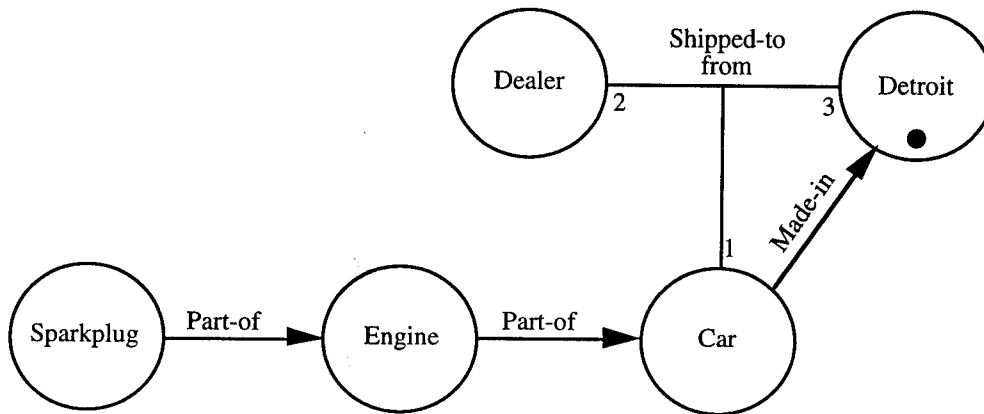 Shipped-to
from
Dealer
Detroit
2
3
Made-in
1
Sparkplug
Part-of
Engine
Part-of
Car